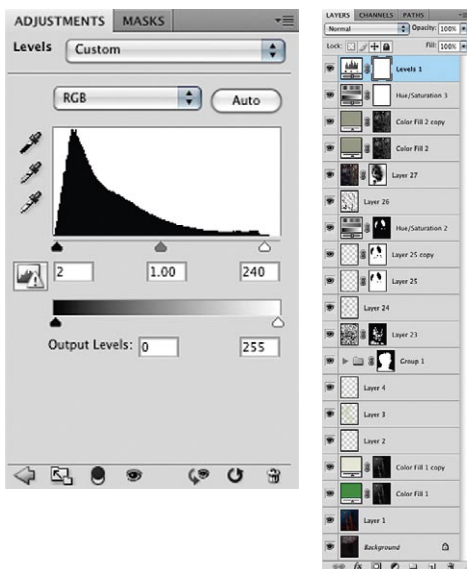 ADJUSTMENTS MASKS
Levels Custom
RGB Auto
2 1.00 240
Output Levels: 0 255
LAYERS CHANNELS PATHS
Normal Opacity: 100%
Lock: Fill: 100%
Levels 1
Hue/Saturation 3
Color Fill 2 copy
Color Fill 2
Layer 27
Layer 26
Hue/Saturation 2
Layer 25 copy
Layer 25
Layer 24
Layer 23
Group 1
Layer 4
Layer 3
Layer 2
Color Fill 1 copy
Color Fill 1
Layer 1
Background
fx